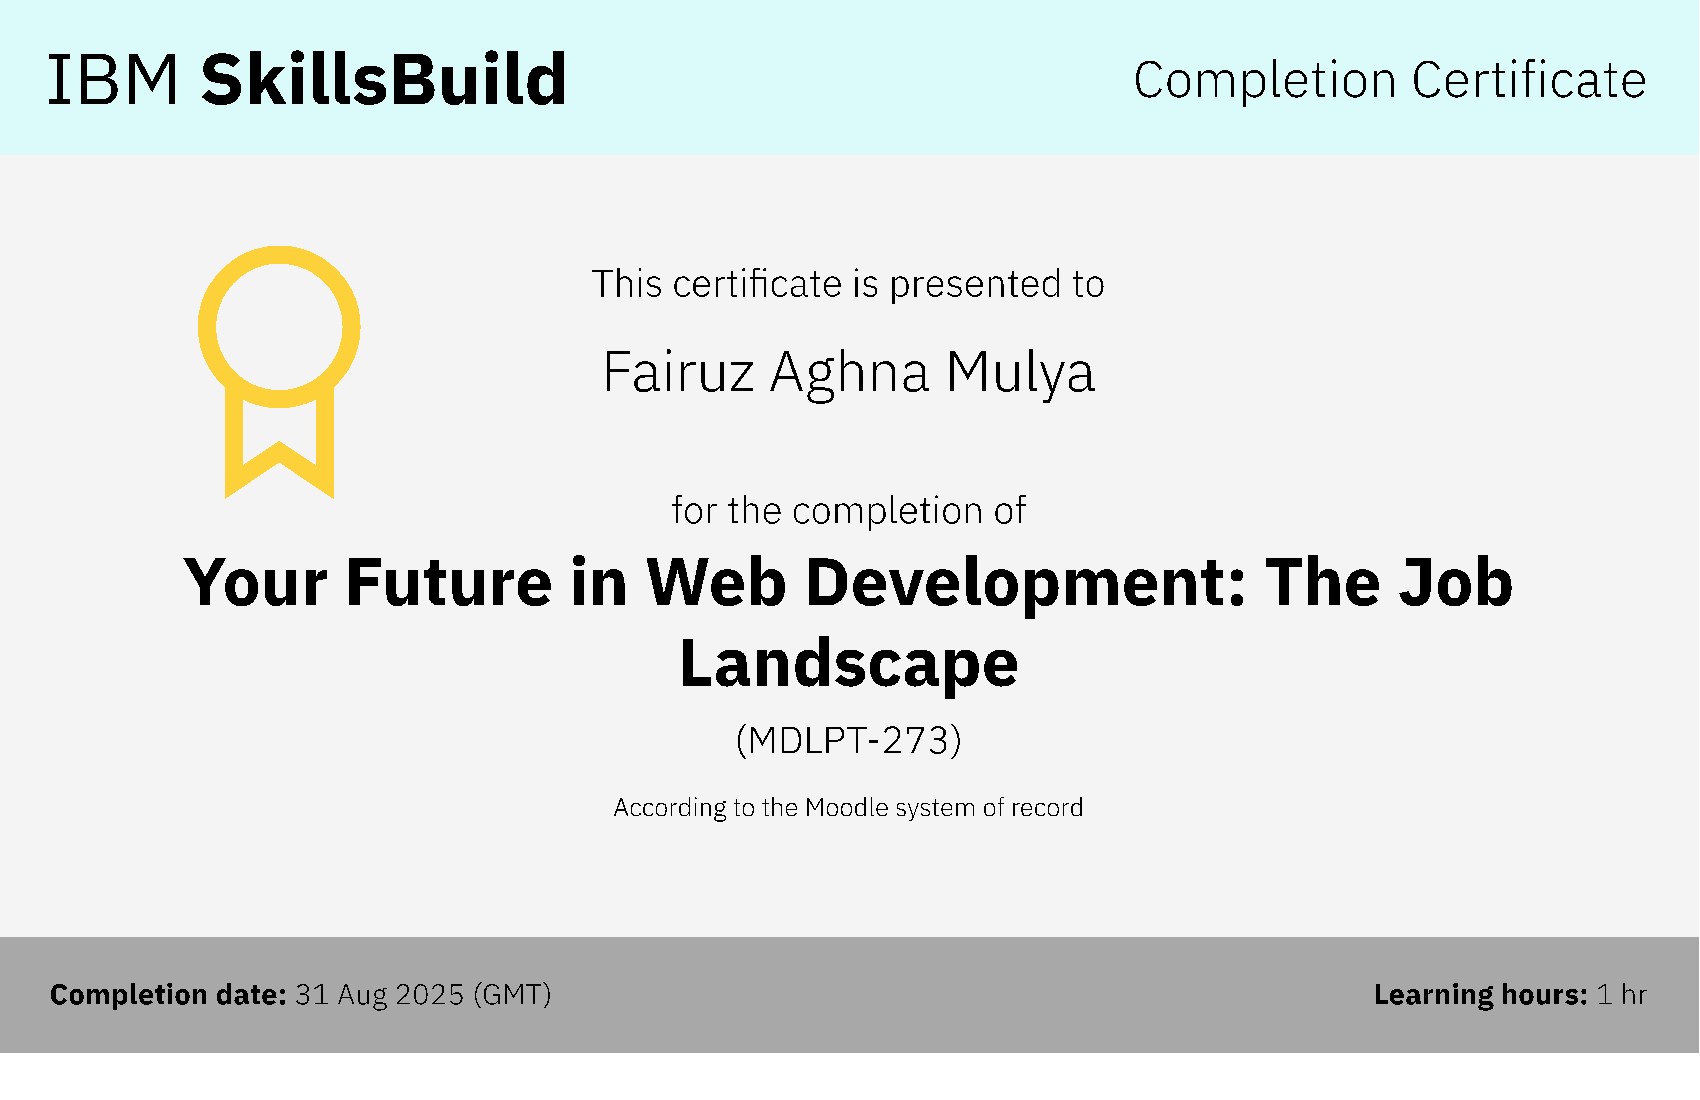 IBM SkillsBuild
Completion Certificate
This certificate is presented to
Fairuz Aghna Mulya
for the completion of
Your Future in Web Development: The Job
Landscape
(MDLPT-273)
According to the Moodle system of record
Completion date: 31 Aug 2025 (GMT)
Learning hours: 1 hr